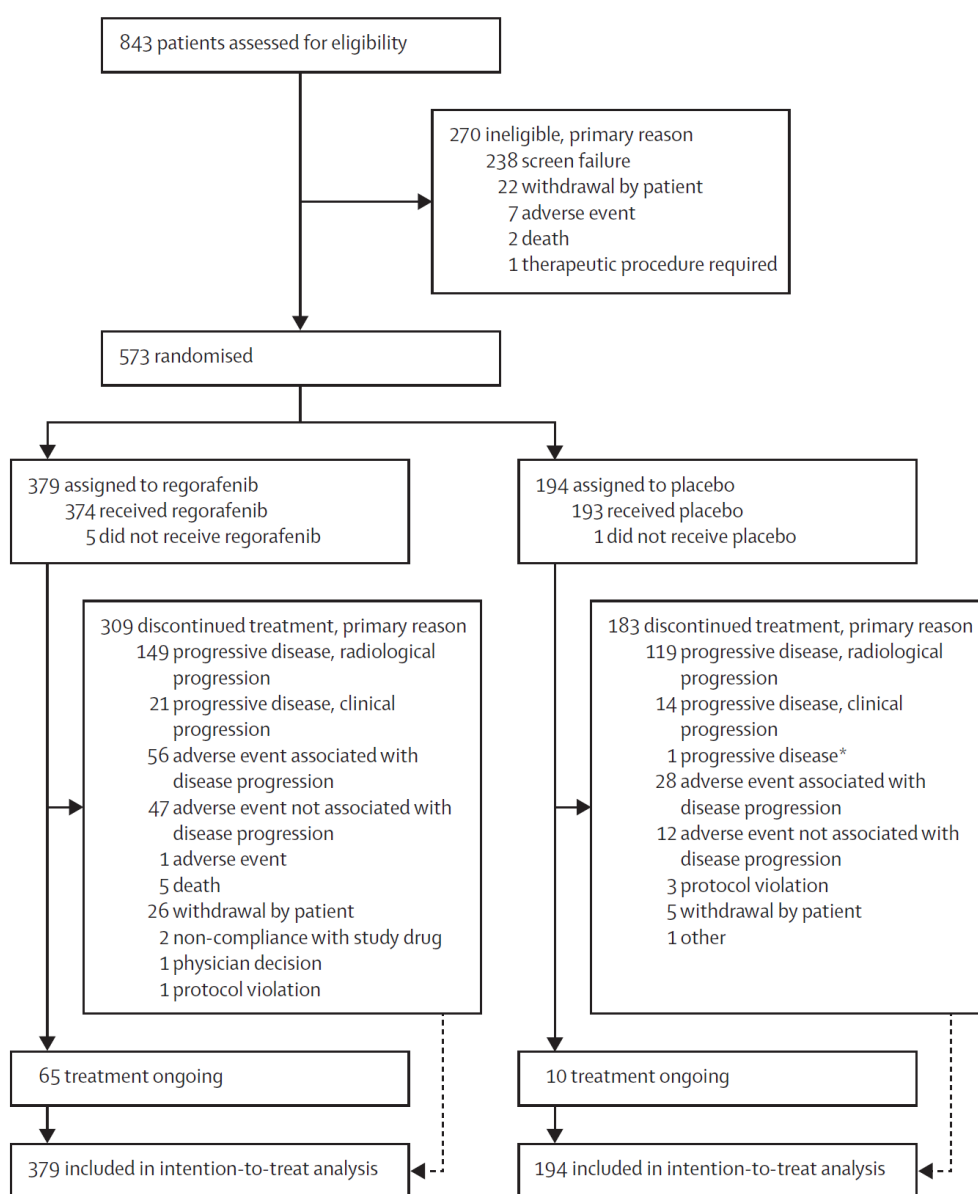 843 patients assessed for eligibility
270 ineligible, primary reason
238 screen failure
22 withdrawal by patient
7 adverse event
2 death
1 therapeutic procedure required
573 randomised
379 assigned to regorafenib
374 received regorafenib
5 did not receive regorafenib
194 assigned to placebo
193 received placebo
1 did not receive placebo
309 discontinued treatment, primary reason
149 progressive disease, radiological
progression
21 progressive disease, clinical
progression
56 adverse event associated with
disease progression
47 adverse event not associated with
disease progression
1 adverse event
5 death
26 withdrawal by patient
2 non-compliance with study drug
1 physician decision
1 protocol violation
183 discontinued treatment, primary reason
119 progressive disease, radiological
progression
14 progressive disease, clinical
progression
1 progressive disease*
28 adverse event associated with
disease progression
12 adverse event not associated with
disease progression
3 protocol violation
5 withdrawal by patient
1 other
65 treatment ongoing
10 treatment ongoing
379 included in intention-to-treat analysis
194 included in intention-to-treat analysis